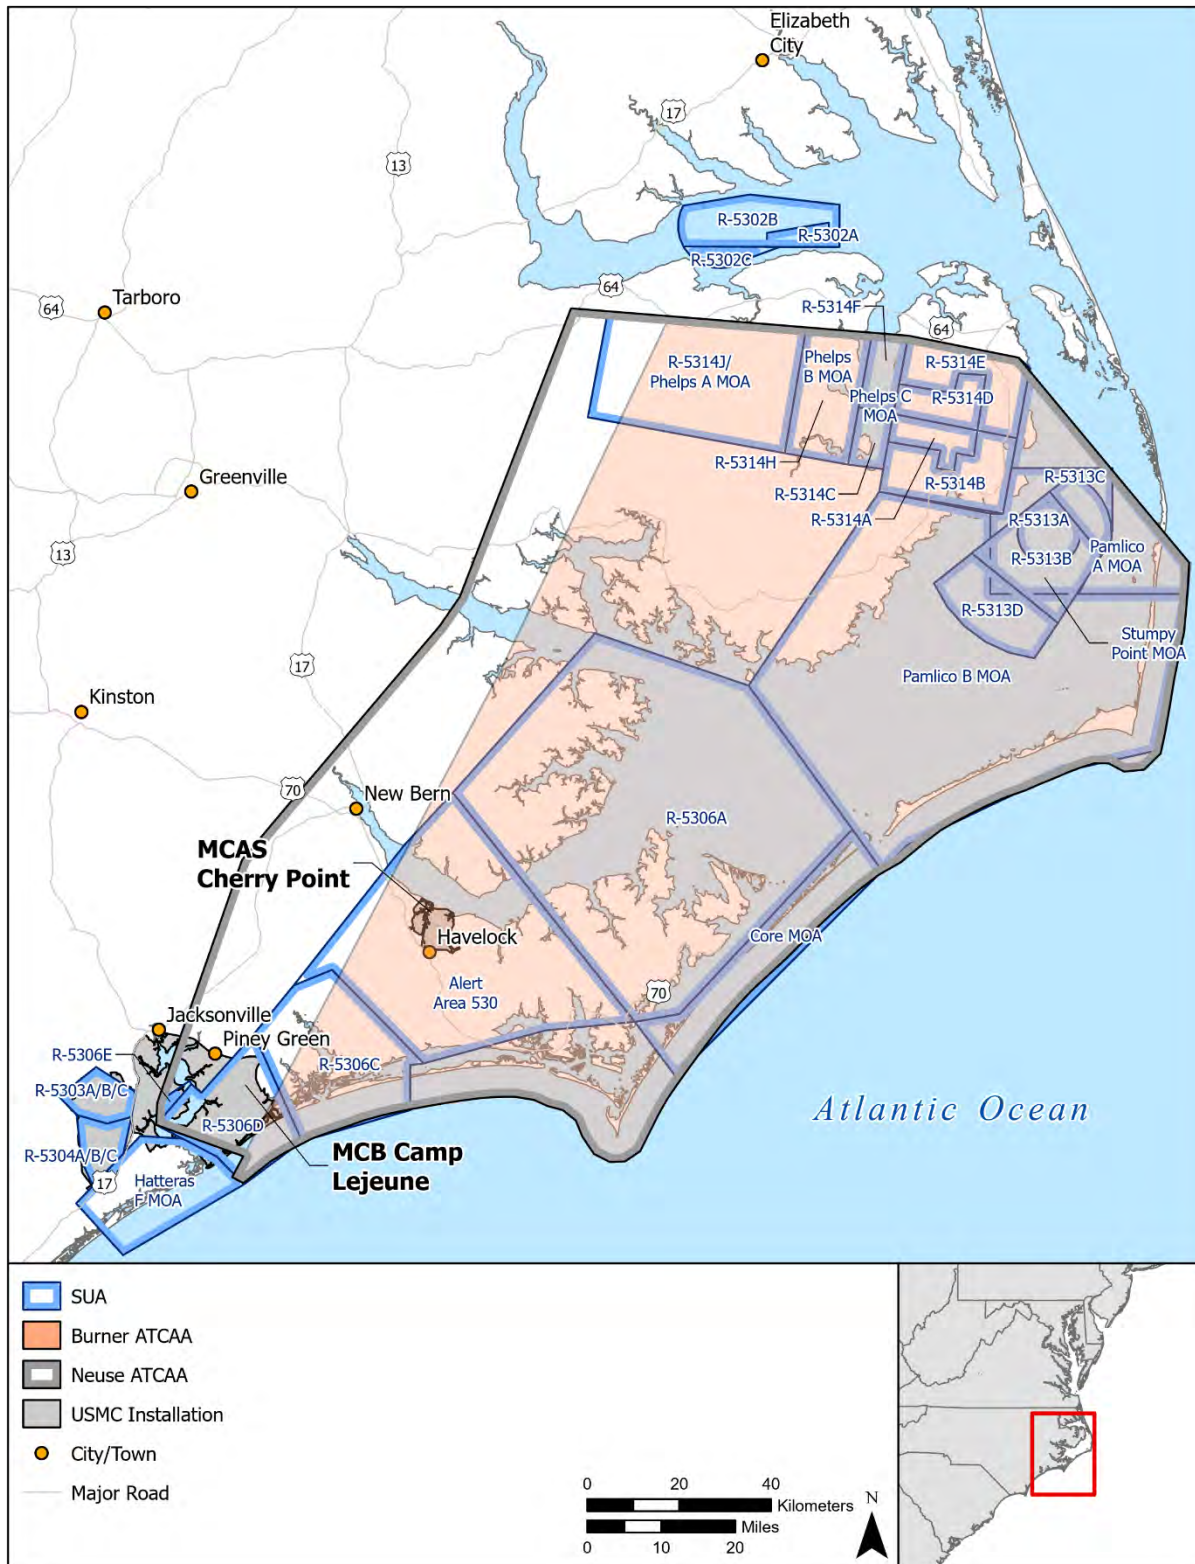 Elizabeth
City
17
13
R-5302B
R-5302A
R-5302C
64
64
Tarboro
R-5314F
64
R-5314J/
Phelps A MOA
Phelps
B MOA
R-5314E
Phelps C
MOA
R-5314D
R-5314H
R-5314C
R-5314B
R-5314A
R-5313C
Greenville
R-5313A
13
R-5313B
Pamlico
A MOA
R-5313D
Stumpy
Point MOA
17
Pamlico B MOA
Kinston
70
New Bern
R-5306A
MCAS
Cherry Point
Havelock
Core MOA
Alert
Area 530
70
Jacksonville
Piney Green
R-5306E
R-5306C
R-5303A/B/C
R-5306D
Atlantic Ocean
R-5304A/B/C
MCB Camp
Lejeune
17
Hatteras
F MOA
SUA
Burner ATCAA
Neuse ATCAA
USMC Installation
City/Town
Major Road
0 20 40
Kilometers
Miles
0 10 20
N